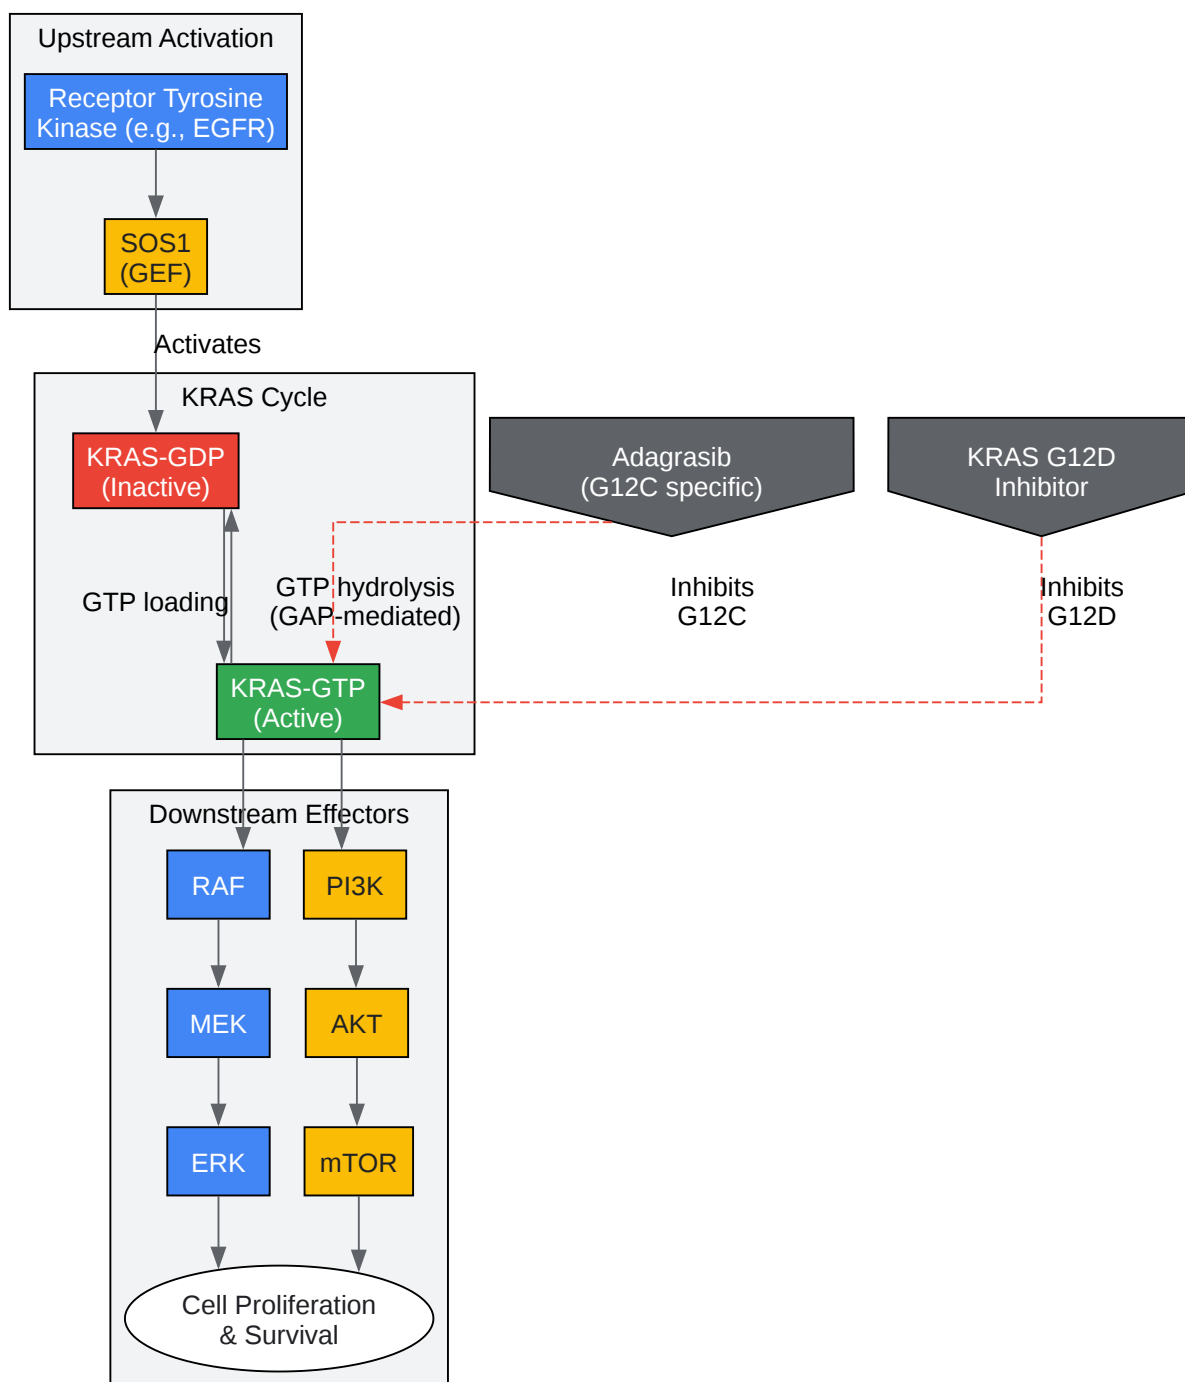 Upstream Activation
Receptor Tyrosine
Kinase (e.g., EGFR)
SOS1
(GEF)
Activates
KRAS Cycle
KRAS-GDP
(Inactive)
Adagrasib
(G12C specific)
KRAS G12D
Inhibitor
GTP loading
GTP hydrolysis
(GAP-mediated)
Inhibits
G12C
Inhibits
G12D
KRAS-GTP
(Active)
Downstream Effectors
RAF
PI3K
MEK
AKT
ERK
mTOR
Cell Proliferation
& Survival